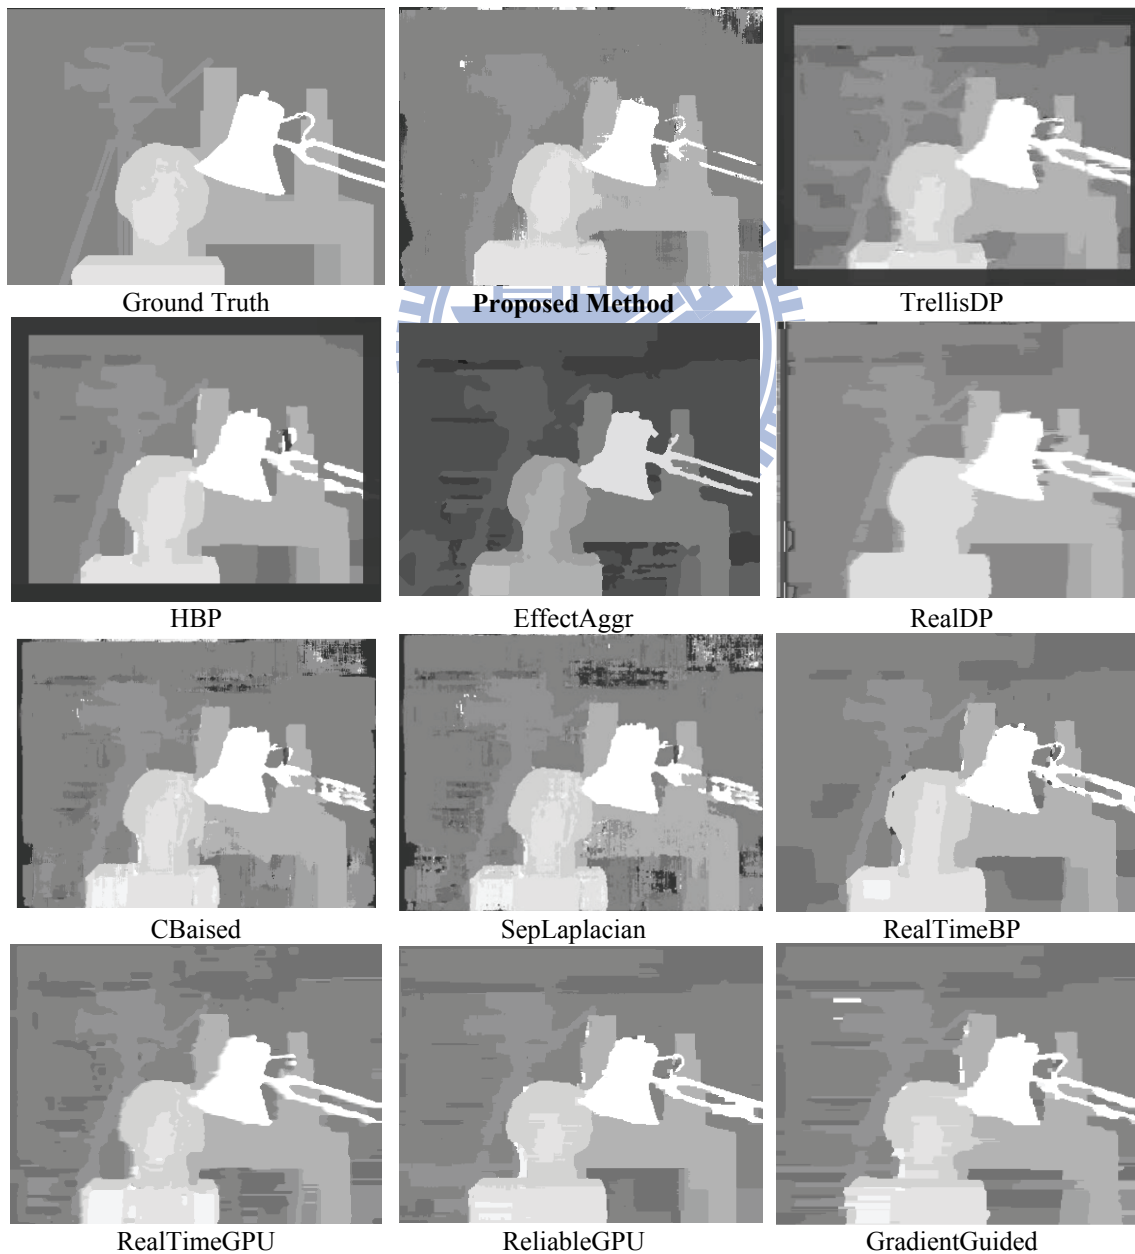 Ground Truth
Proposed Method
TrellisDP
HBP
EffectAggr
RealDP
CBaised
SepLaplacian
RealTimeBP
RealTimeGPU
ReliableGPU
GradientGuided